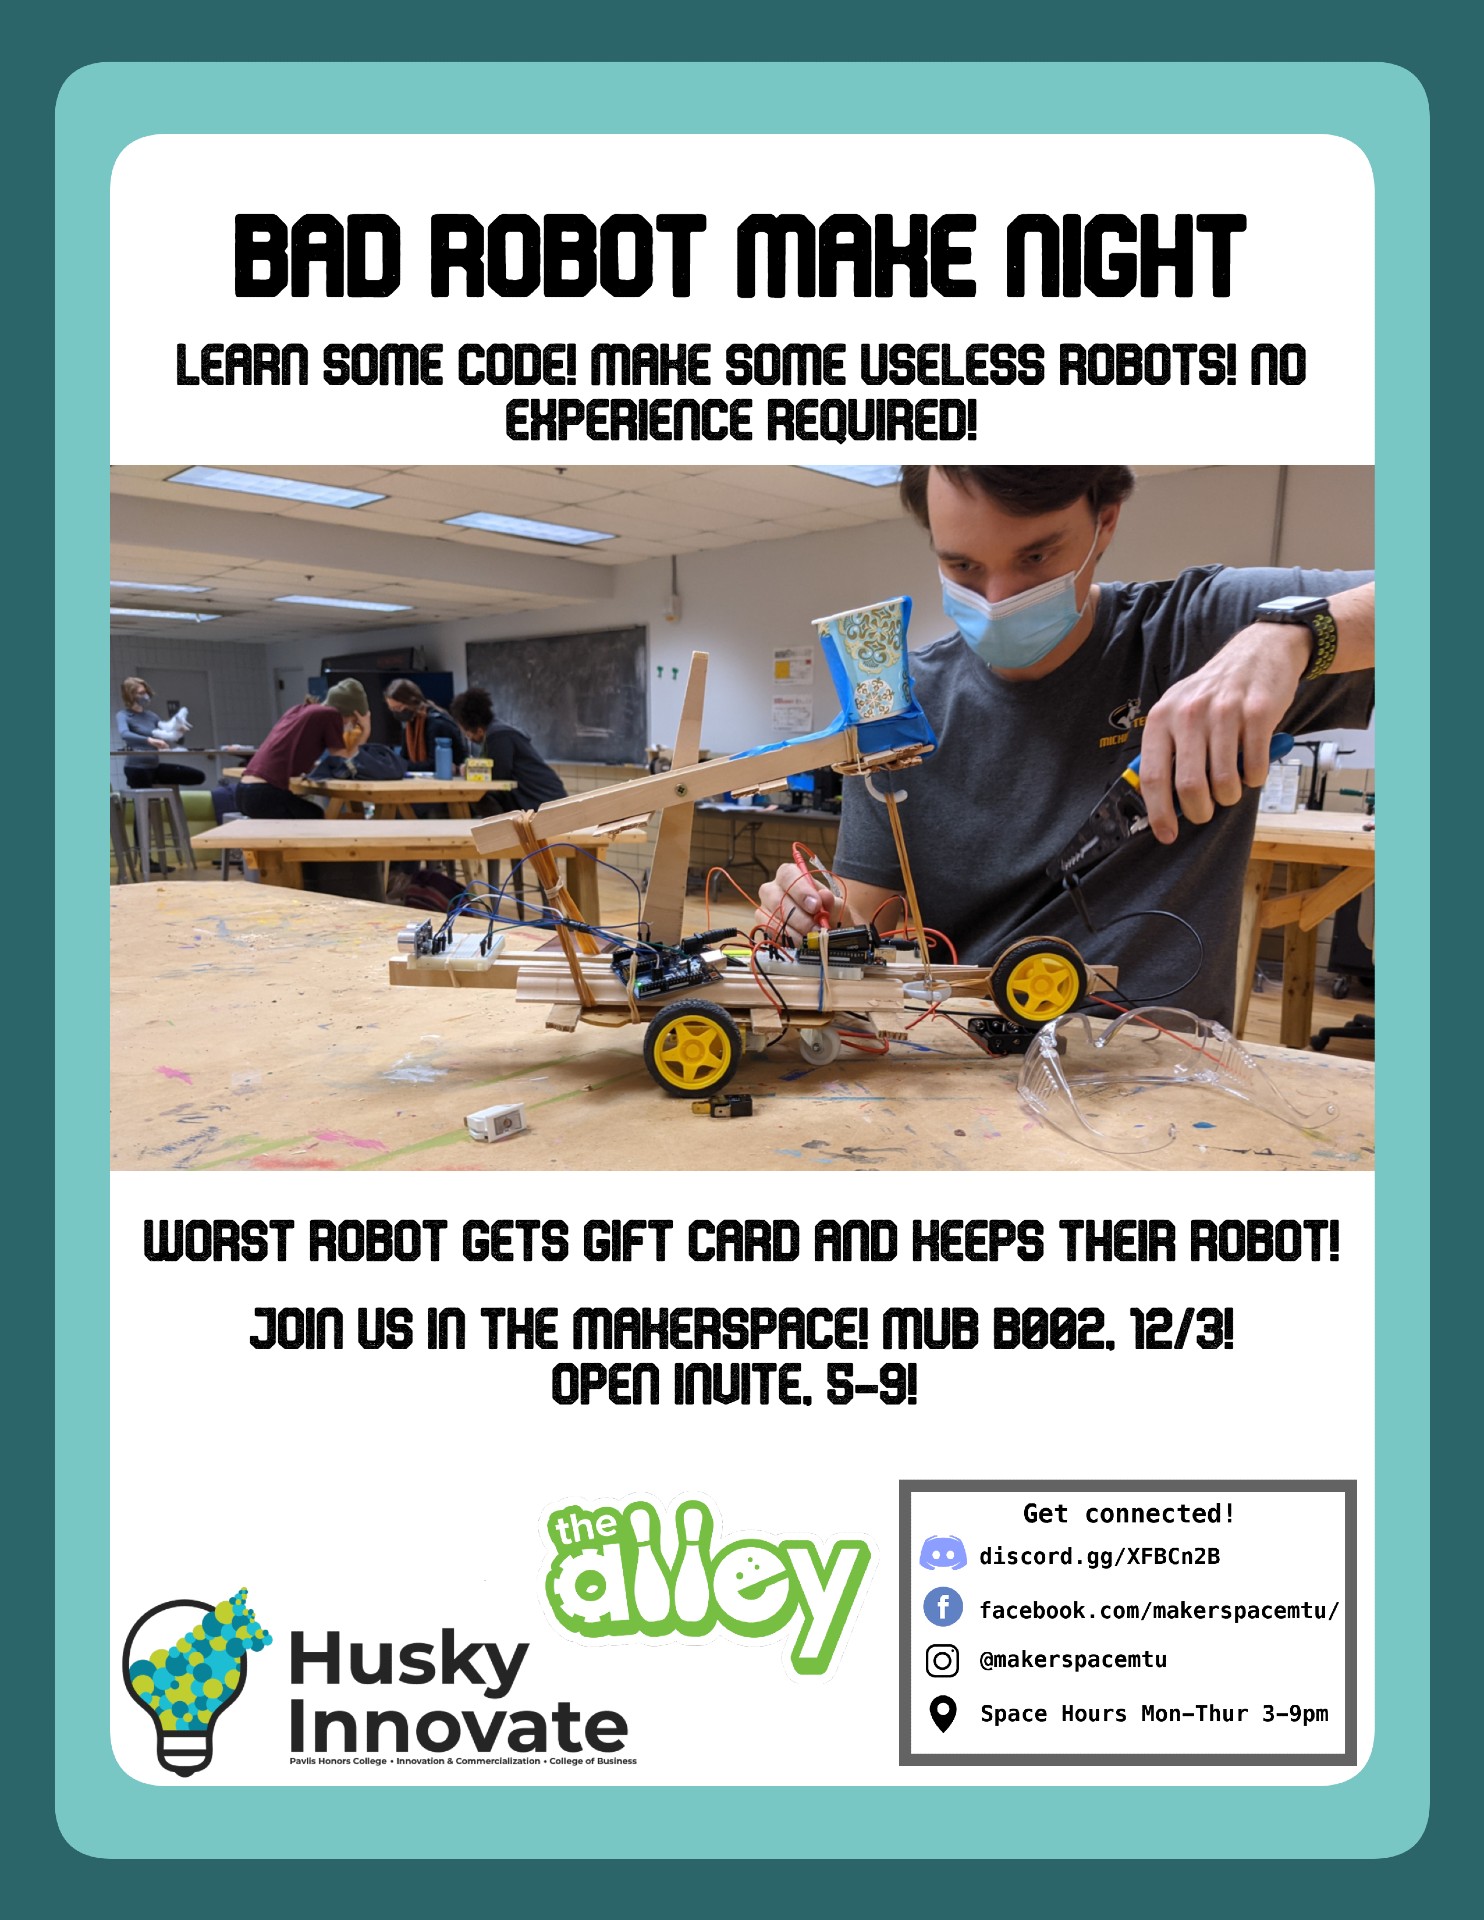 BAD ROBOT MAKE NIGHT
LEARN SOME CODE! MAKE SOME USELESS ROBOTS! NO
EXPERIENCE REQUIRED!
WORST ROBOT GETS GIFT CARD AND KEEPS THEIR ROBOT!
JOIN US IN THE MAKERSPACE! MUB B002, 12/3!
OPEN INVITE, 5-9!
the alley
Husky
Innovate
Pavlis Honors College • Innovation & Commercialization • College of Business
Get connected!
discord.gg/XFBCn2B
facebook.com/makerspacemtu/
@makerspacemtu
Space Hours Mon-Thur 3-9pm